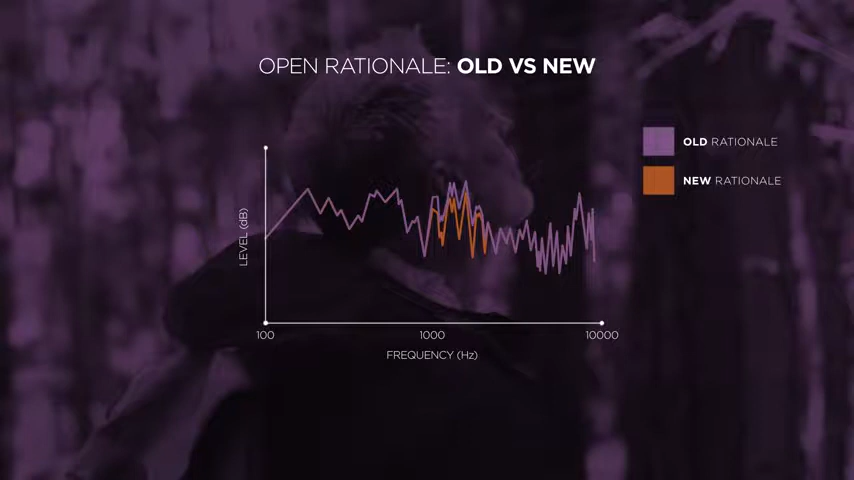 OPEN RATIONALE: OLD VS NEW
OLD RATIONALE
NEW RATIONALE
LEVEL (dB)
100 1000 10000
FREQUENCY (Hz)